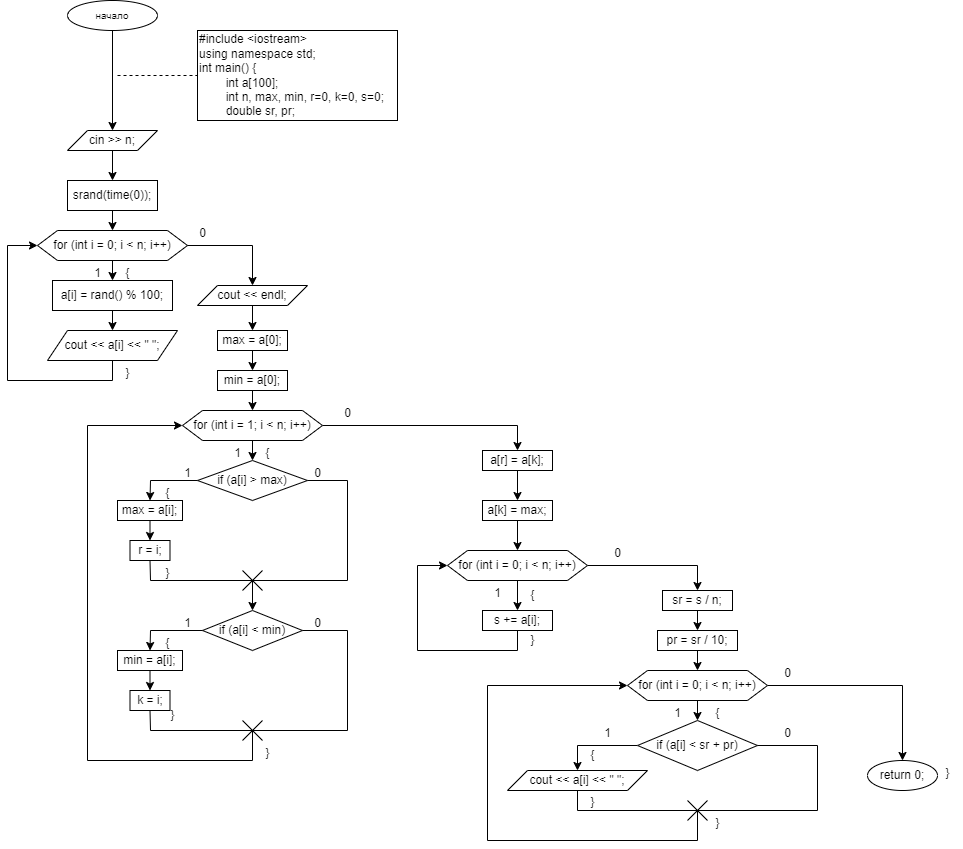 начало
#include <iostream>
using namespace std;
int main() {
int a[100];
int n, max, min, r=0, k=0, s=0;
double sr, pr;
cin >> n;
srand(time(0));
for (int i = 0; i < n; i++)
0
1 {
a[i] = rand() % 100;
cout << a[i] << " ";
}
cout << endl;
max = a[0];
min = a[0];
for (int i = 1; i < n; i++)
0
1 {
if (a[i] > max)
1
0
{
max = a[i];
r = i;
}
if (a[i] < min)
1
0
{
min = a[i];
k = i;
}
}
a[r] = a[k];
a[k] = max;
for (int i = 0; i < n; i++)
0
1 {
s += a[i];
}
sr = s / n;
pr = sr / 10;
for (int i = 0; i < n; i++)
0
1 {
if (a[i] < sr + pr)
1
0
{
cout << a[i] << " ";
}
}
return 0;
}